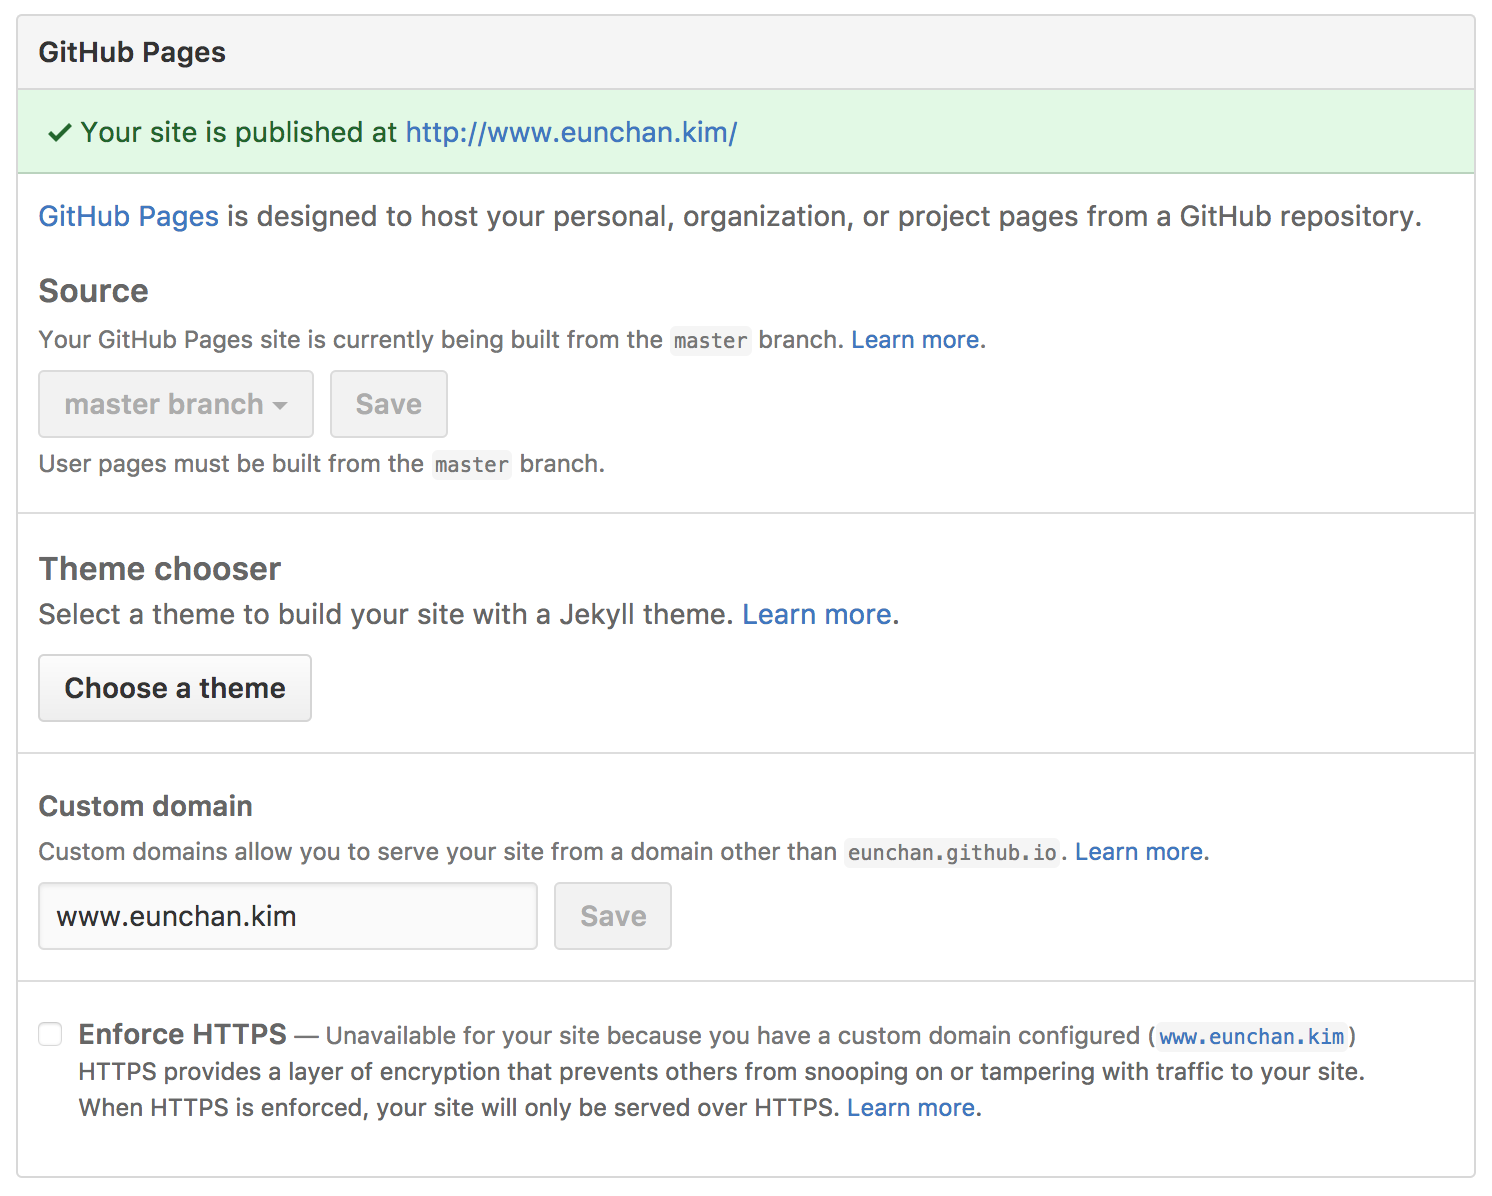 GitHub Pages
Your site is published at http://www.eunchan.kim/
GitHub Pages is designed to host your personal, organization, or project pages from a GitHub repository.
Source
Your GitHub Pages site is currently being built from the master branch. Learn more.
master branch Save
User pages must be built from the master branch.
Theme chooser
Select a theme to build your site with a Jekyll theme. Learn more.
Choose a theme
Custom domain
Custom domains allow you to serve your site from a domain other than eunchan.github.io. Learn more.
www.eunchan.kim Save
Enforce HTTPS — Unavailable for your site because you have a custom domain configured (www.eunchan.kim)
HTTPS provides a layer of encryption that prevents others from snooping on or tampering with traffic to your site.
When HTTPS is enforced, your site will only be served over HTTPS. Learn more.